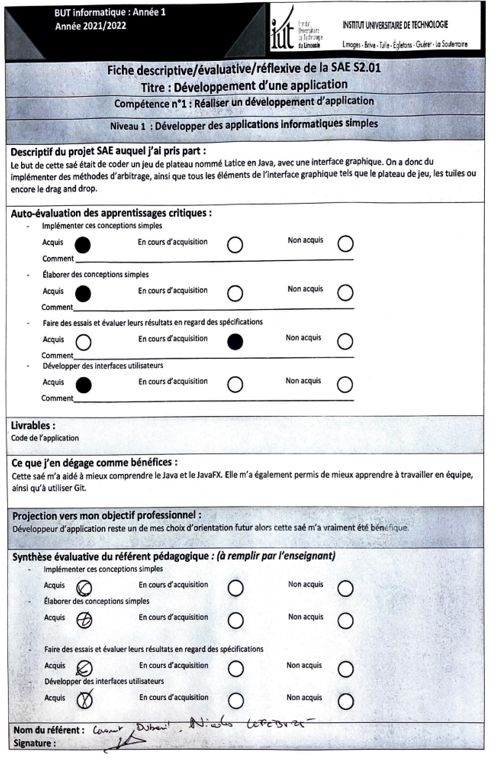 BUT informatique : Année 1
Année 2021/2022
iut
Institut
Universitaire
de Technologie
du Limousin
INSTITUT UNIVERSITAIRE DE TECHNOLOGIE
Limoges - Brive - Tulle - Égletons - Guéret - La Souterraine
Fiche descriptive/évaluative/réflexive de la SAE S2.01
Titre : Développement d'une application
Compétence n°1 : Réaliser un développement d'application
Niveau 1 : Développer des applications informatiques simples
Descriptif du projet SAE auquel j'ai pris part :
Le but de cette saé était de coder un jeu de plateau nommé Latice en Java, avec une interface graphique. On a donc du
implémenter des méthodes d'arbitrage, ainsi que tous les éléments de l'interface graphique tels que le plateau de jeu, les tuiles ou
encore le drag and drop.
Auto-évaluation des apprentissages critiques :
- Implémenter ces conceptions simples
Acquis En cours d'acquisition Non acquis
Comment
- Élaborer des conceptions simples
Acquis En cours d'acquisition Non acquis
Comment
- Faire des essais et évaluer leurs résultats en regard des spécifications
Acquis En cours d'acquisition Non acquis
Comment
- Développer des interfaces utilisateurs
Acquis En cours d'acquisition Non acquis
Comment
Livrables :
Code de l'application
Ce que j'en dégage comme bénéfices :
Cette saé m'a aidé à mieux comprendre le Java et le JavaFX. Elle m'a également permis de mieux apprendre à travailler en équipe,
ainsi qu'à utiliser Git.
Projection vers mon objectif professionnel :
Développeur d'application reste un de mes choix d'orientation futur alors cette saé m'a vraiment été bénéfique.
Synthèse évaluative du référent pédagogique : (à remplir par l'enseignant)
- Implémenter ces conceptions simples
Acquis En cours d'acquisition Non acquis
- Élaborer des conceptions simples
Acquis En cours d'acquisition Non acquis
- Faire des essais et évaluer leurs résultats en regard des spécifications
Acquis En cours d'acquisition Non acquis
- Développer des interfaces utilisateurs
Acquis En cours d'acquisition Non acquis
Nom du référent : Nicolas LEFEBVRE
Signature :